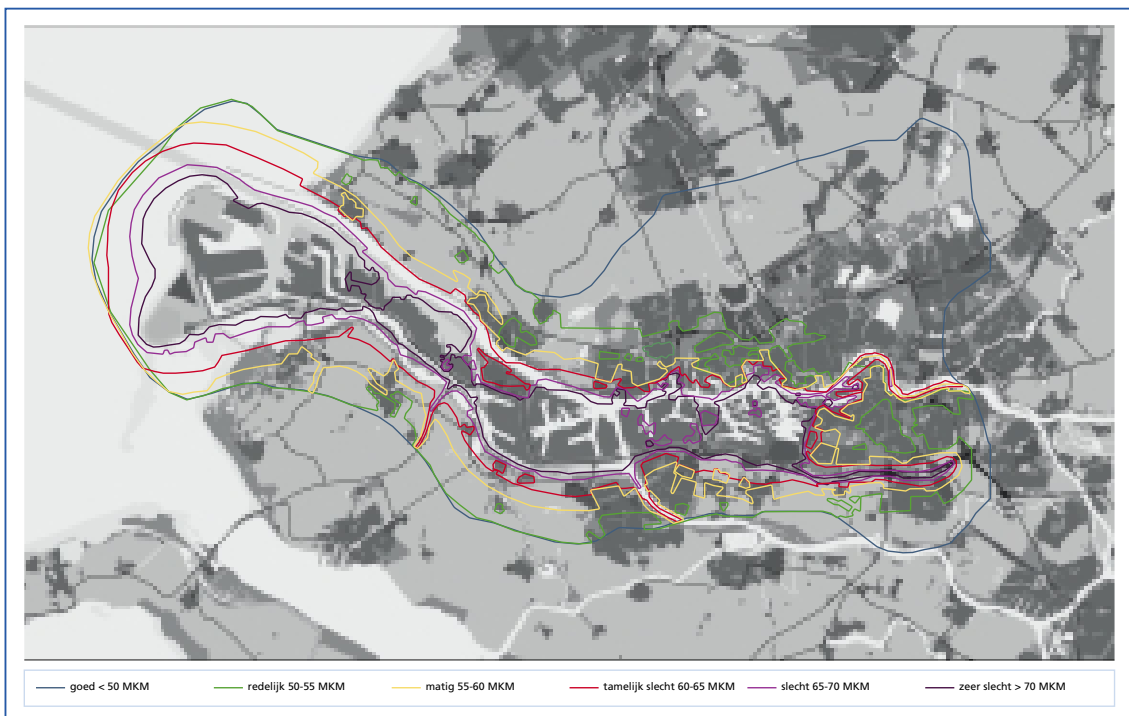 goed < 50 MKM
redelijk 50-55 MKM
matig 55-60 MKM
tamelijk slecht 60-65 MKM
slecht 65-70 MKM
zeer slecht > 70 MKM